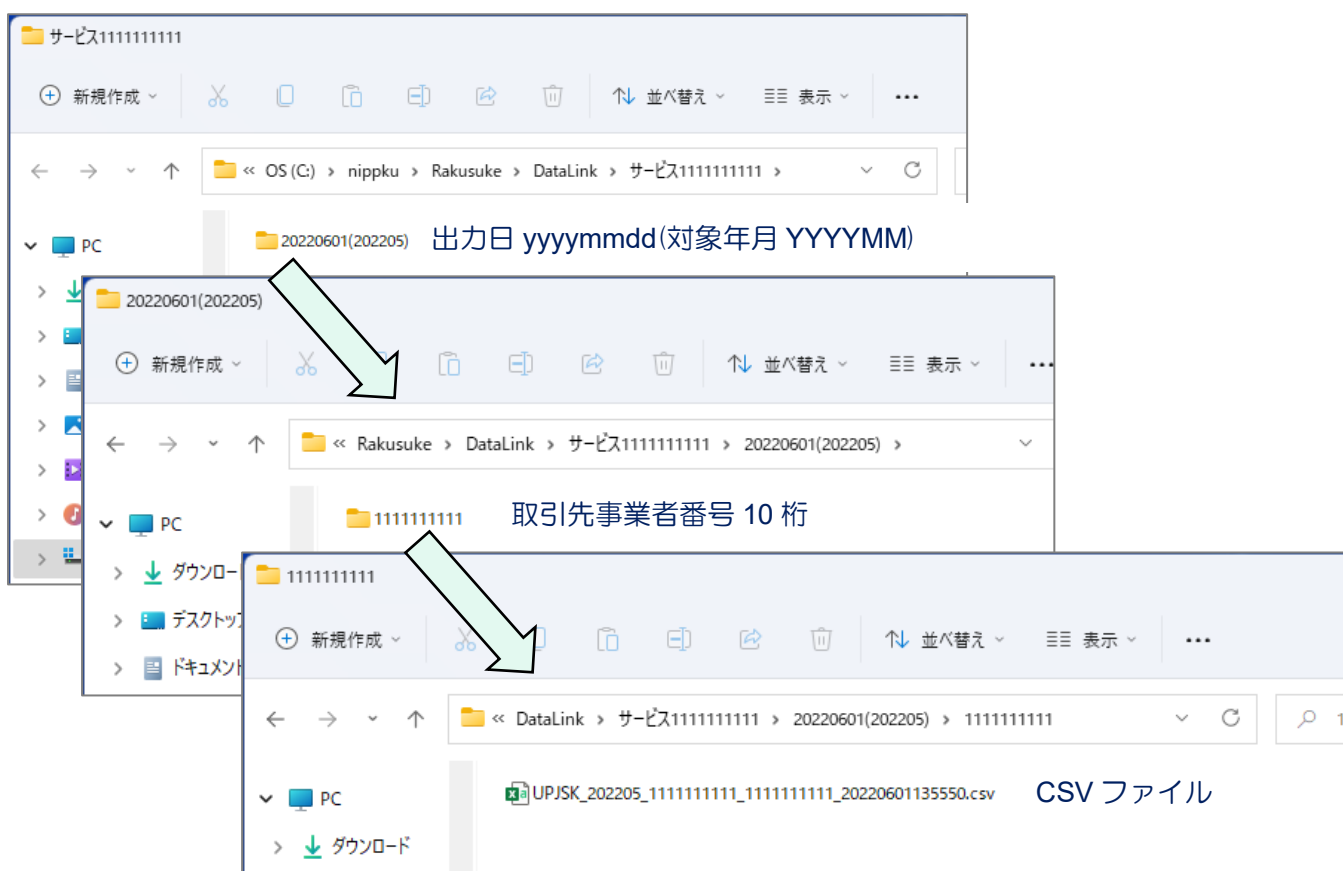 サービス1111111111
新規作成 並べ替え 表示 •••
« OS (C:) › nippku › Rakusuke › DataLink › サービス1111111111 ›
PC 20220601(202205) 出力日 yyyymmdd(対象年月 YYYYMM)
20220601(202205)
新規作成 並べ替え 表示 •••
« Rakusuke › DataLink › サービス1111111111 › 20220601(202205) ›
PC 1111111111 取引先事業者番号 10 桁
ダウンロー
デスクトップ
ドキュメント
1111111111
新規作成 並べ替え 表示 •••
« DataLink › サービス1111111111 › 20220601(202205) › 1111111111
PC UPJSK_202205_1111111111_1111111111_20220601135550.csv CSV ファイル
ダウンロード